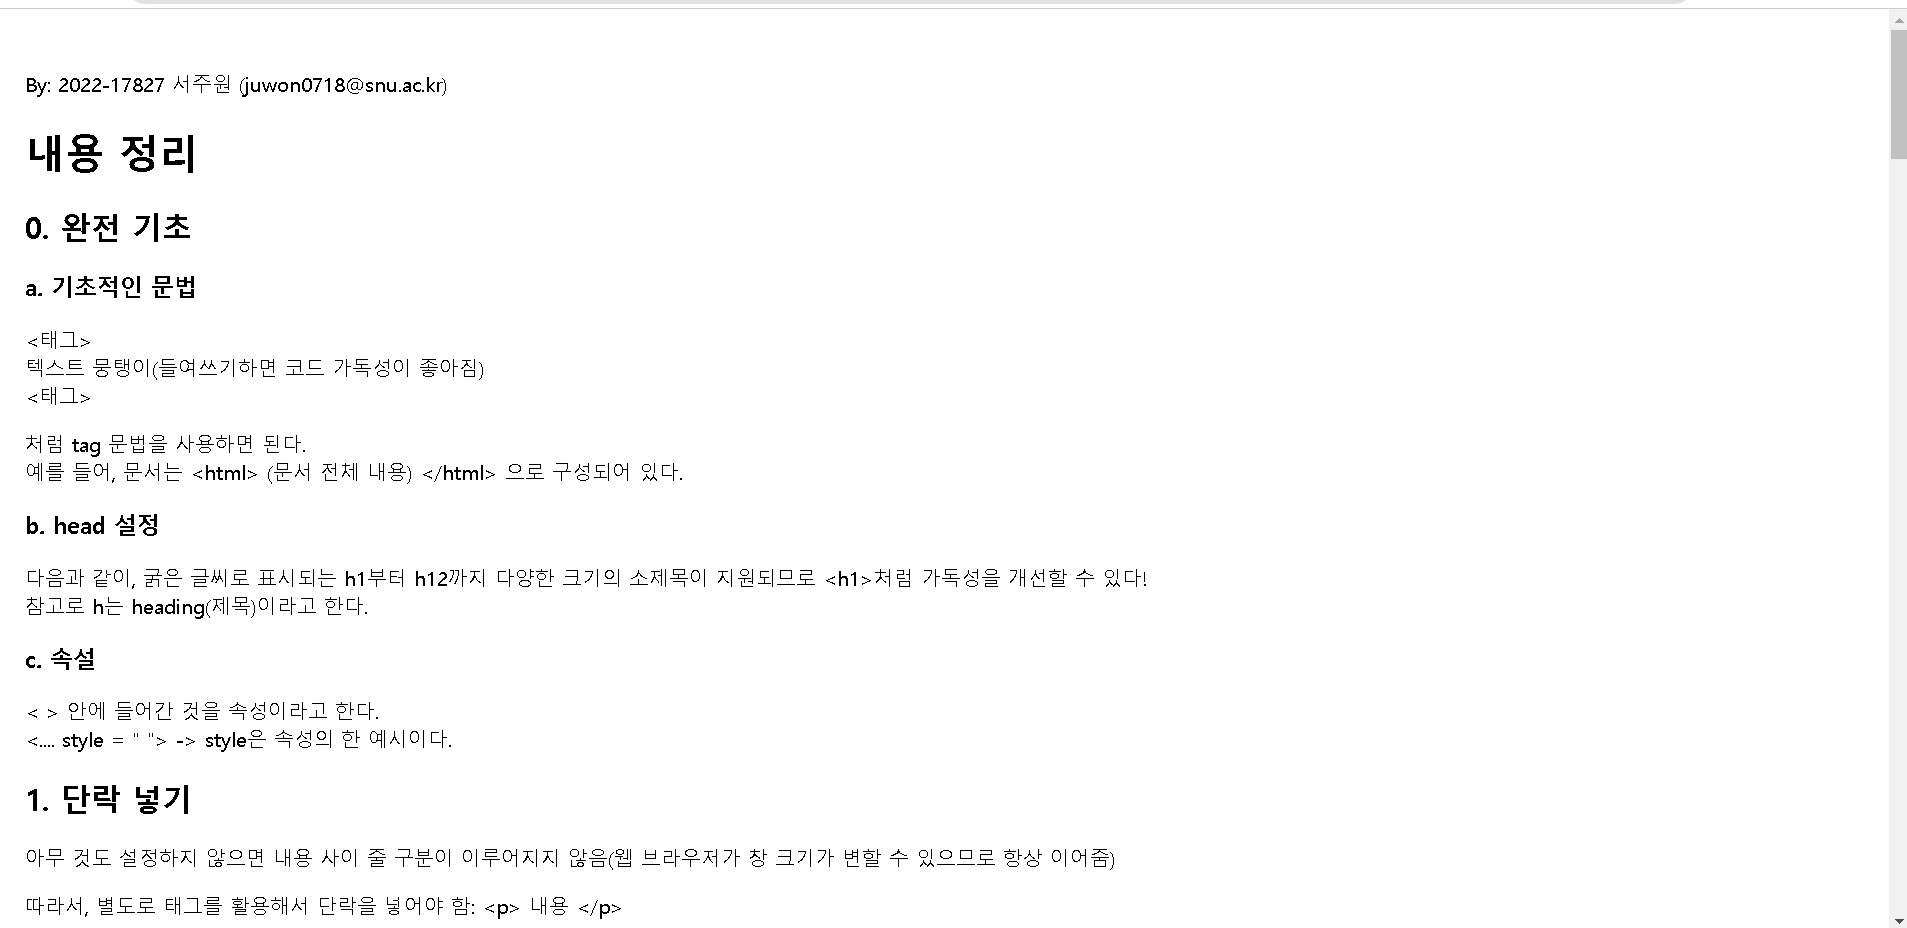 By: 2022-17827 서주원 (juwon0718@snu.ac.kr)
내용 정리
0. 완전 기초
a. 기초적인 문법
<태그>
텍스트 뭉탱이(들여쓰기하면 코드 가독성이 좋아짐)
<태그>
처럼 tag 문법을 사용하면 된다.
예를 들어, 문서는 <html> (문서 전체 내용) </html> 으로 구성되어 있다.
b. head 설정
다음과 같이, 굵은 글씨로 표시되는 h1부터 h12까지 다양한 크기의 소제목이 지원되므로 <h1>처럼 가독성을 개선할 수 있다!
참고로 h는 heading(제목)이라고 한다.
c. 속설
< > 안에 들어간 것을 속성이라고 한다.
<.... style = " "> -> style은 속성의 한 예시이다.
1. 단락 넣기
아무 것도 설정하지 않으면 내용 사이 줄 구분이 이루어지지 않음(웹 브라우저가 창 크기가 변할 수 있으므로 항상 이어줌)
따라서, 별도로 태그를 활용해서 단락을 넣어야 함: <p> 내용 </p>